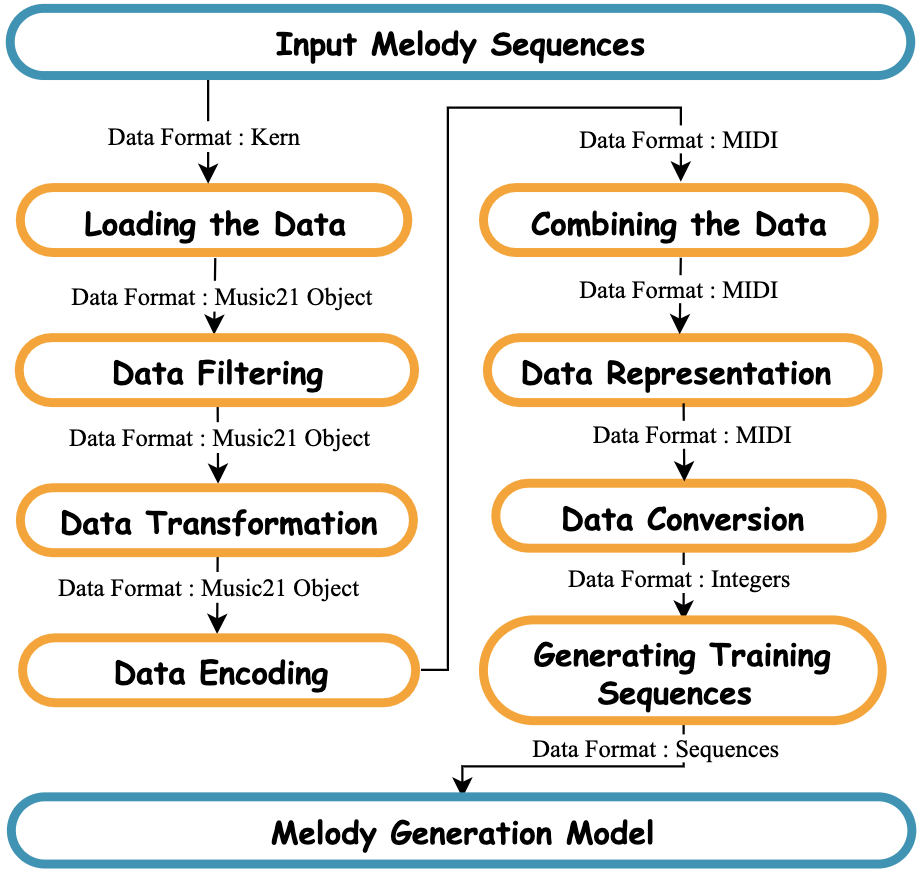 Input Melody Sequences
Data Format : Kern
Loading the Data
Data Format : Music21 Object
Data Filtering
Data Format : Music21 Object
Data Transformation
Data Format : Music21 Object
Data Encoding
Data Format : MIDI
Combining the Data
Data Format : MIDI
Data Representation
Data Format : MIDI
Data Conversion
Data Format : Integers
Generating Training
Sequences
Data Format : Sequences
Melody Generation Model